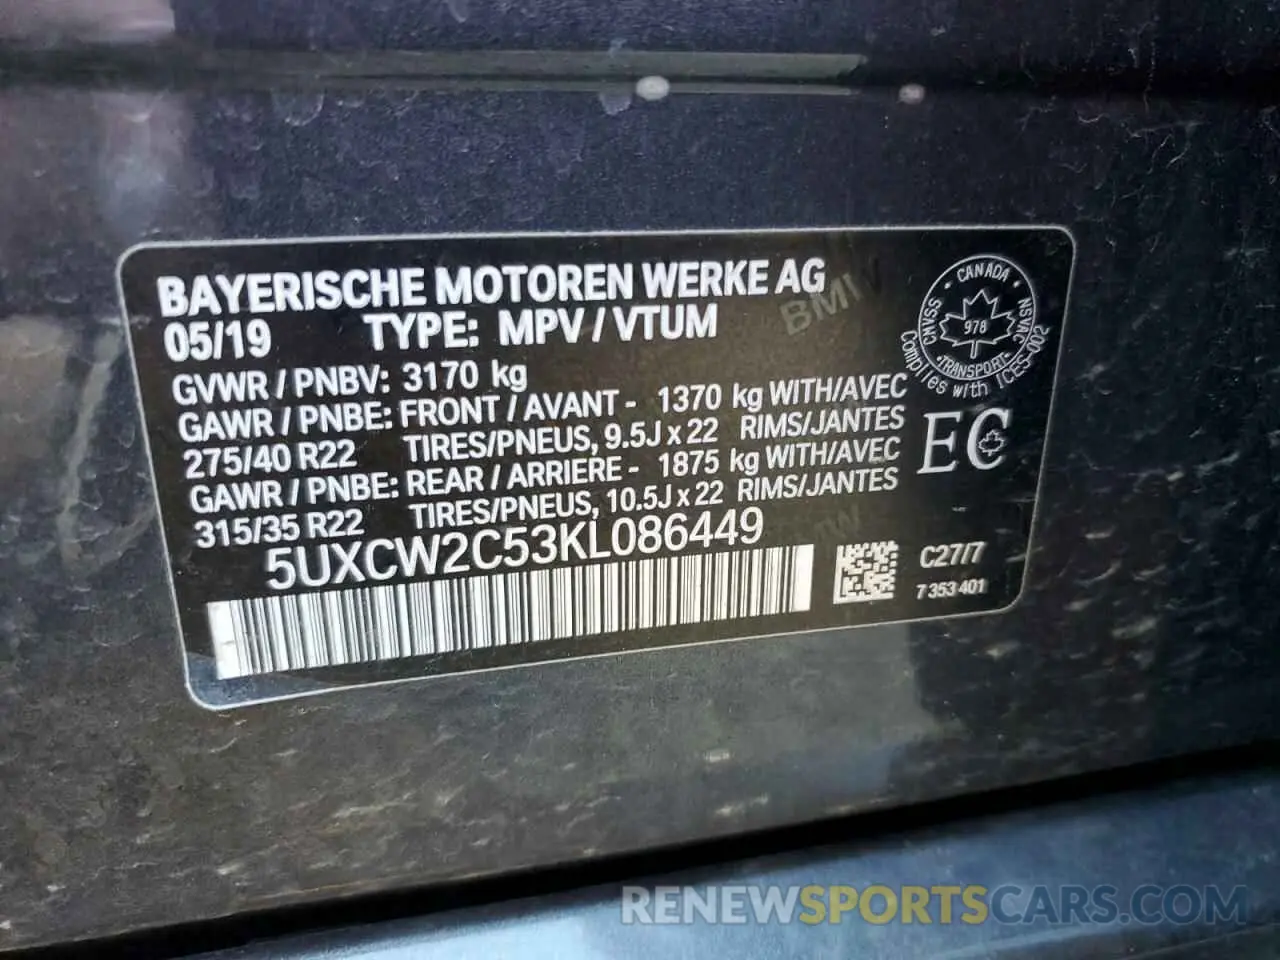 BAYERISCHE MOTOREN WERKE AG
05/19 TYPE: MPV / VTUM
GVWR / PNBV: 3170 kg
GAWR / PNBE: FRONT / AVANT - 1370 kg WITH/AVEC
275/40 R22 TIRES/PNEUS, 9.5J x 22 RIMS/JANTES
GAWR / PNBE: REAR / ARRIERE - 1875 kg WITH/AVEC
315/35 R22 TIRES/PNEUS, 10.5J x 22 RIMS/JANTES
5UXCW2C53KL086449
CANADA
CMVSS NSVAC
978
TRANSPORT
Complies with ICES-002
EC
C27/7
7 353 401
BMW
BMW
RENEWSPORTSCARS.COM